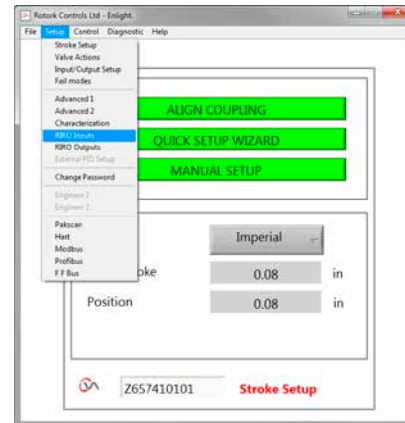 Rotork Controls Ltd - Enlight.
File Setup Control Diagnostic Help
Stroke Setup
Valve Actions
Input/Output Setup
Fail modes
Advanced 1
Advanced 2
Characterization
RIRO Inputs
RIRO Outputs
External PID Setup
Change Password
Engineer 1
Engineer 2
Pakscan
Hart
Modbus
Profibus
F F Bus
ALIGN COUPLING
QUICK SETUP WIZARD
MANUAL SETUP
Imperial
oke 0.08 in
Position 0.08 in
Z657410101 Stroke Setup